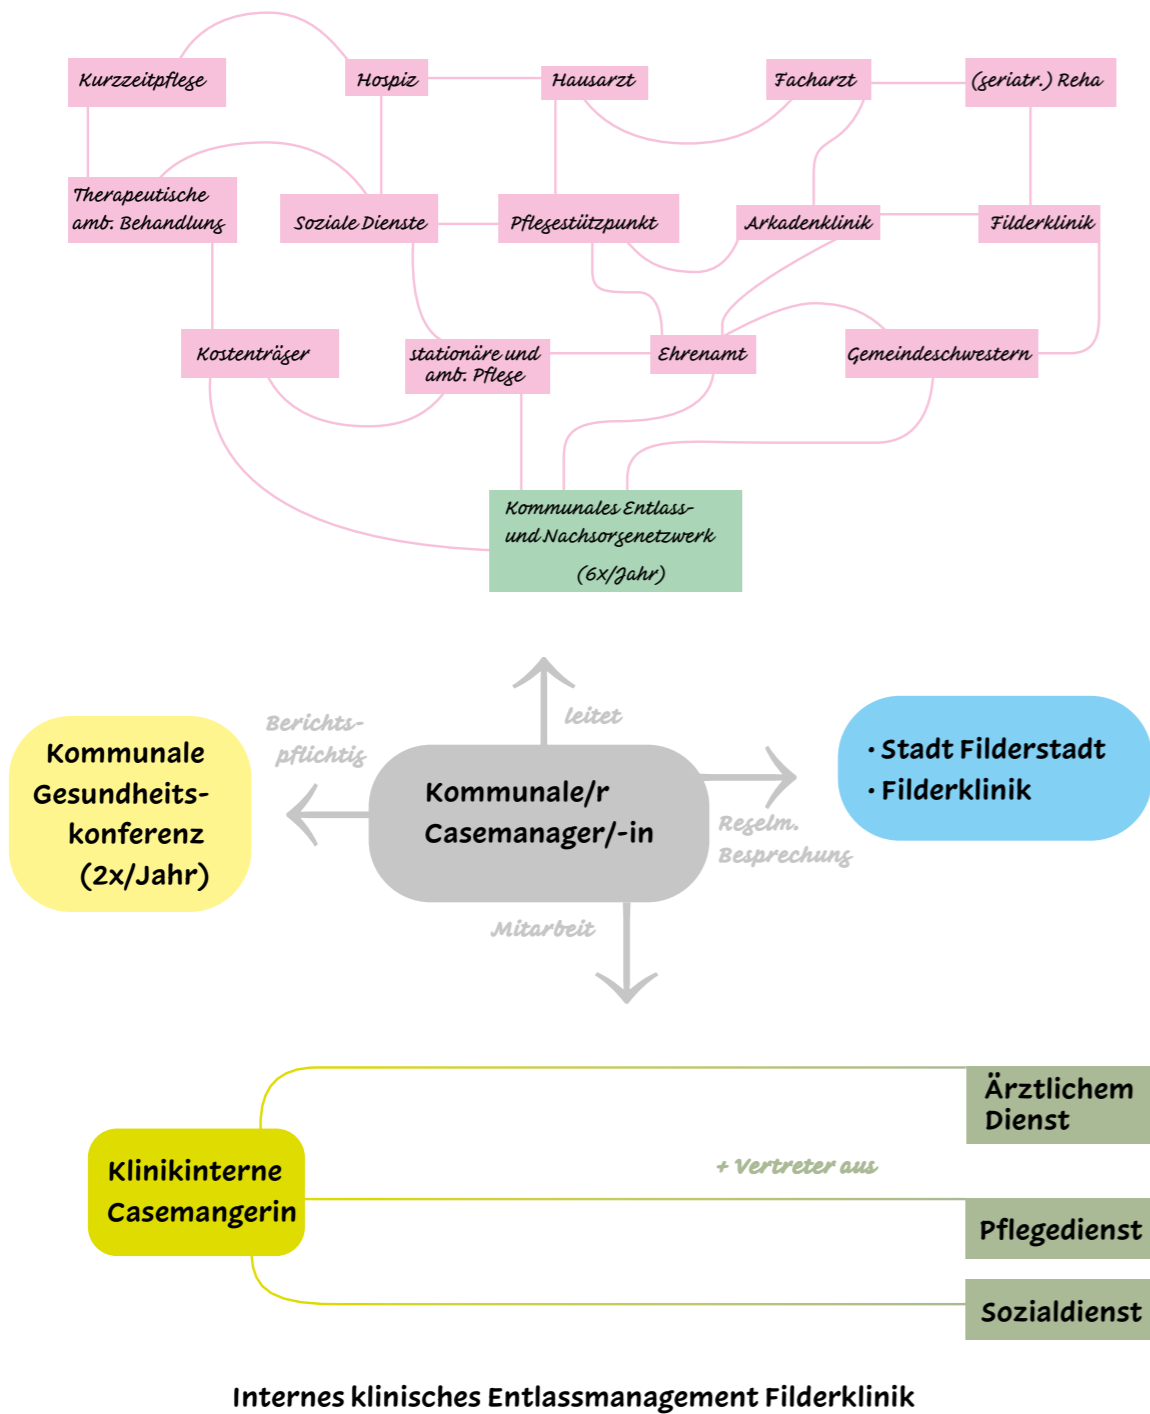 Kurzzeitpflege
Hospiz
Hausarzt
Facharzt
(geriatr.) Reha
Therapeutische
amb. Behandlung
Soziale Dienste
Pflegestützpunkt
Arkadenklinik
Filderklinik
Kostenträger
stationäre und
amb. Pflege
Ehrenamt
Gemeindeschwestern
Kommunales Entlass-
und Nachsorgenetzwerk
(6x/Jahr)
leitet
Berichts-
pflichtig
Kommunale
Gesundheits-
konferenz
(2x/Jahr)
Kommunale/r
Casemanager/-in
Regelm.
Besprechung
• Stadt Filderstadt
• Filderklinik
Mitarbeit
Ärztlichem
Dienst
Klinikinterne
Casemangerin
+ Vertreter aus
Pflegedienst
Sozialdienst
Internes klinisches Entlassmanagement Filderklinik